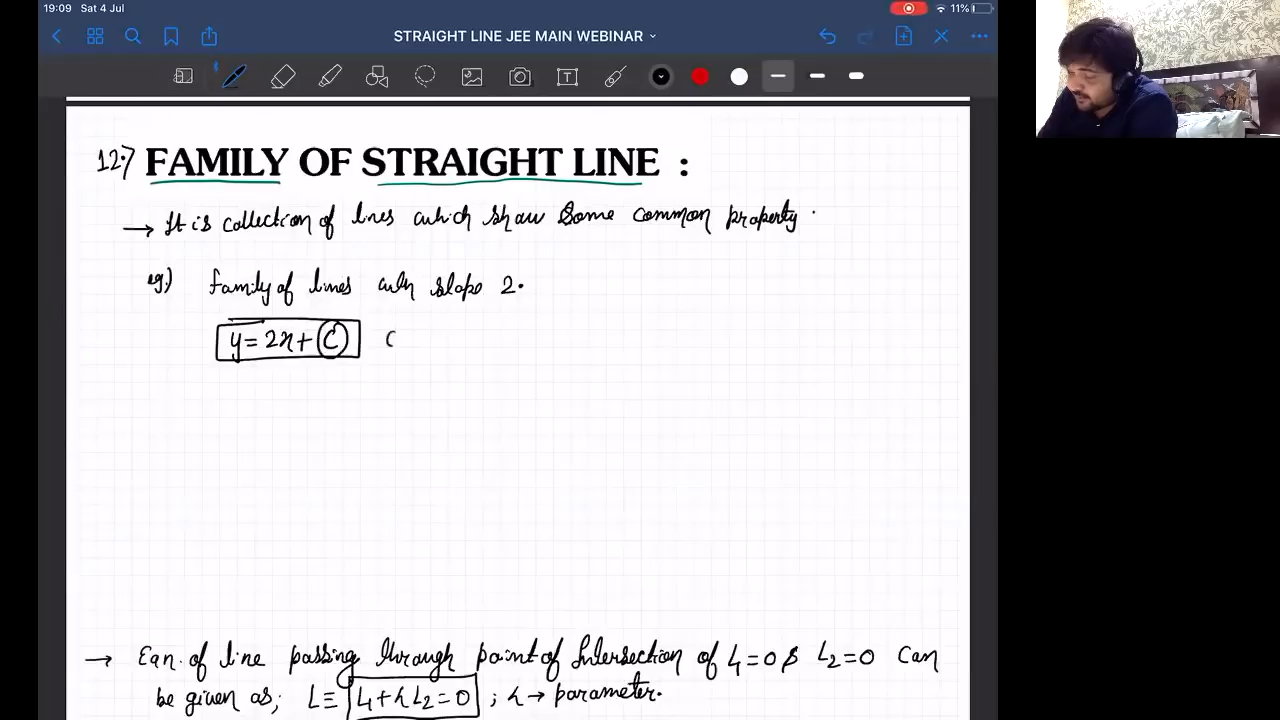 19:09 Sat 4 Jul
11%
STRAIGHT LINE JEE MAIN WEBINAR
12.) FAMILY OF STRAIGHT LINE :
→ It is collection of lines which show some common property.
eg.) Family of lines with slope 2.
y = 2x + C C
→ Eqn. of line passing through point of Intersection of L₁=0 & L₂=0 can
be given as; L ≡ L₁+λL₂=0 ; λ → parameter.